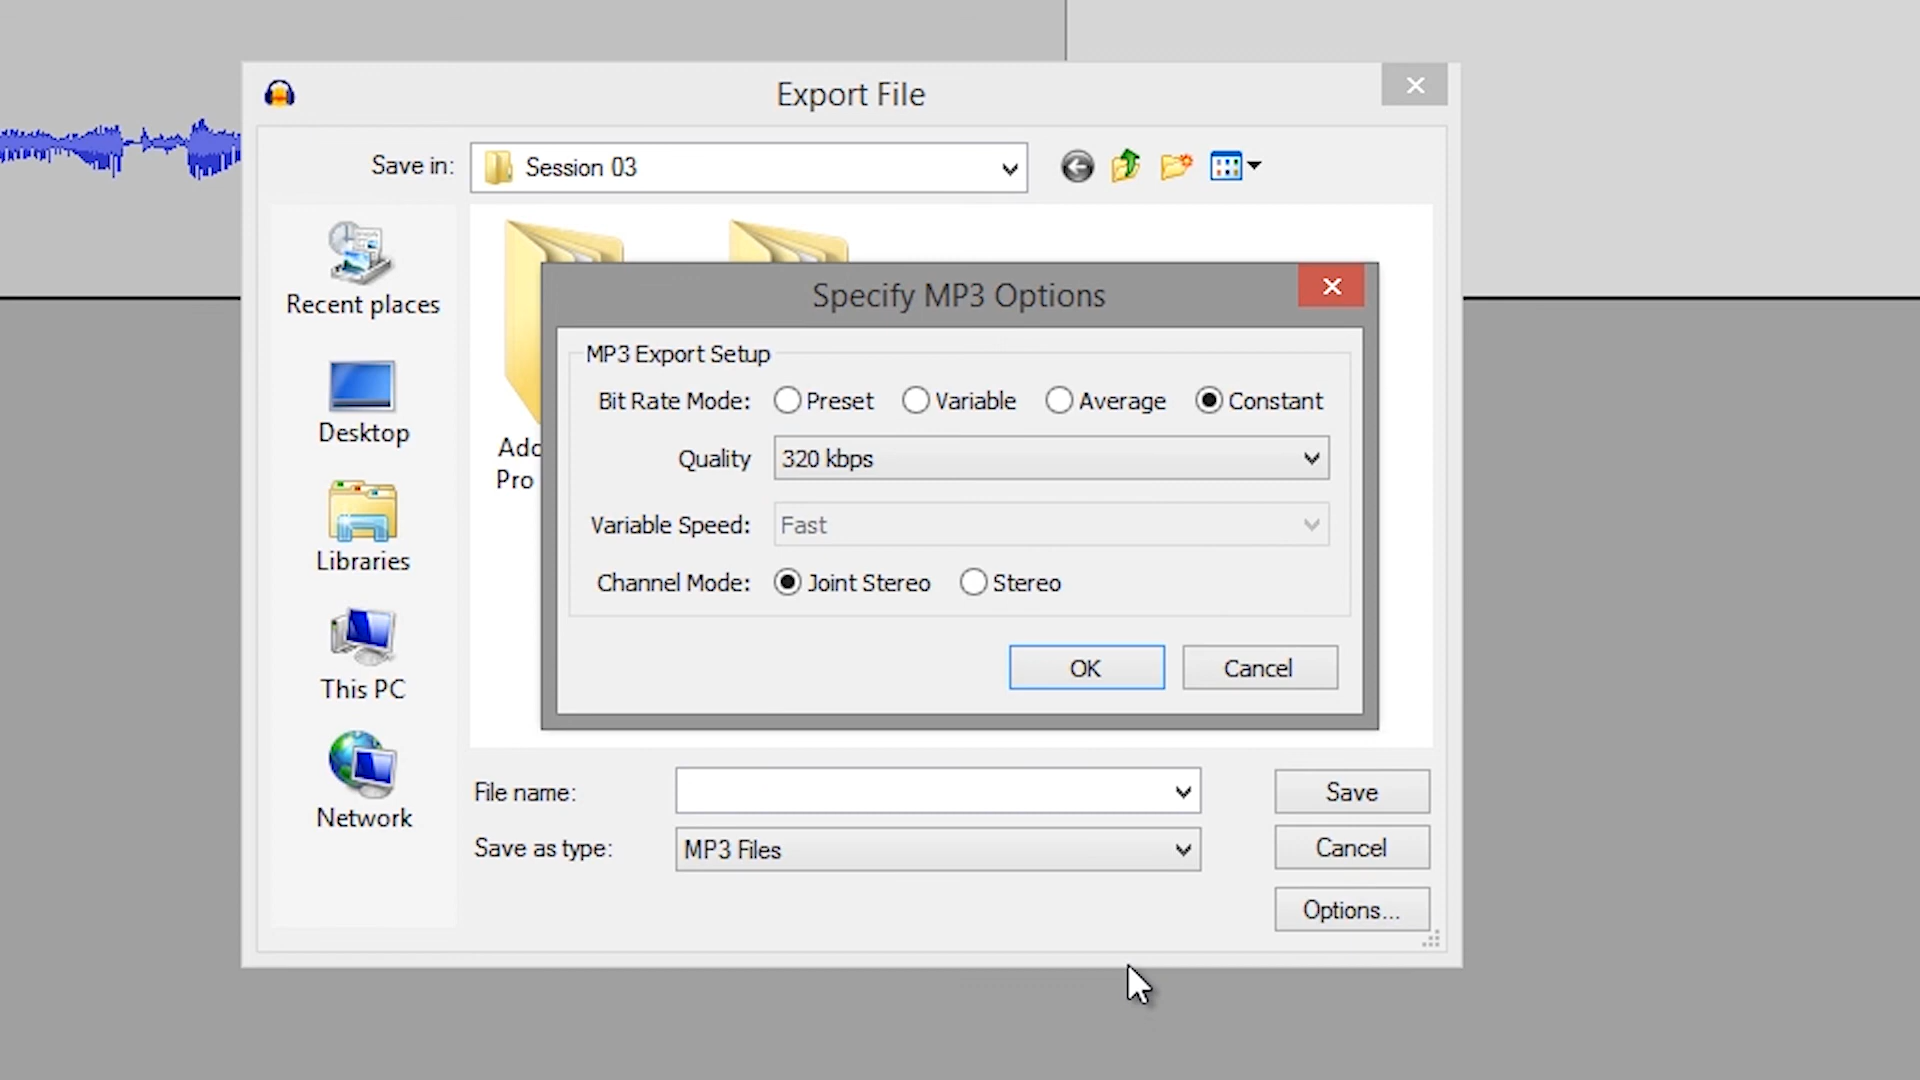 Export File
Save in:
Session 03
Recent places
Desktop
Libraries
This PC
Network
Pro
Specify MP3 Options
MP3 Export Setup
Bit Rate Mode: Preset Variable Average Constant
Quality 320 kbps
Variable Speed: Fast
Channel Mode: Joint Stereo Stereo
OK Cancel
File name:
Save
Save as type: MP3 Files
Cancel
Options...